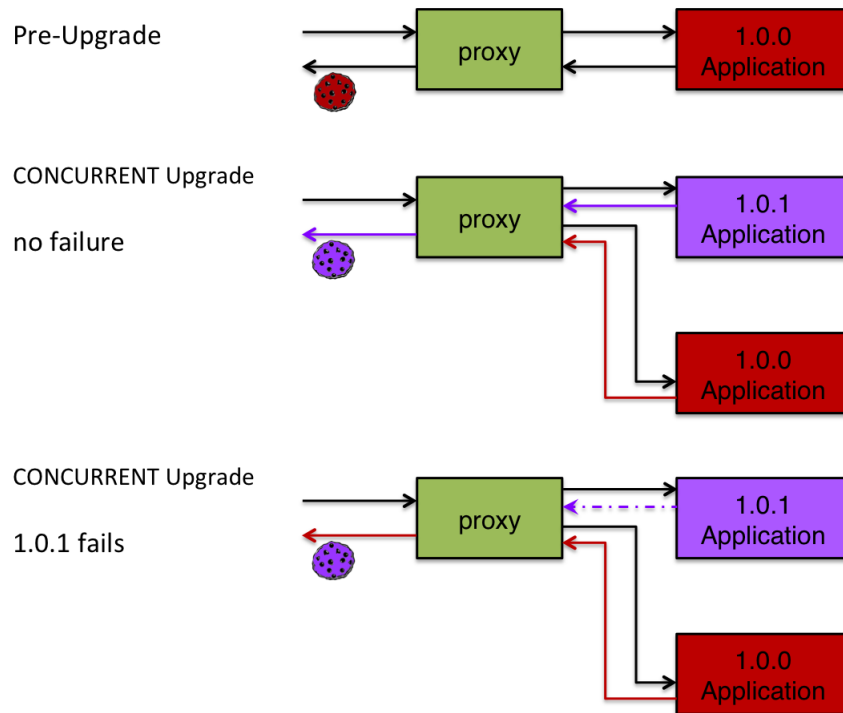 Pre-Upgrade
proxy
1.0.0
Application
CONCURRENT Upgrade
no failure
proxy
1.0.1
Application
1.0.0
Application
CONCURRENT Upgrade
1.0.1 fails
proxy
1.0.1
Application
1.0.0
Application